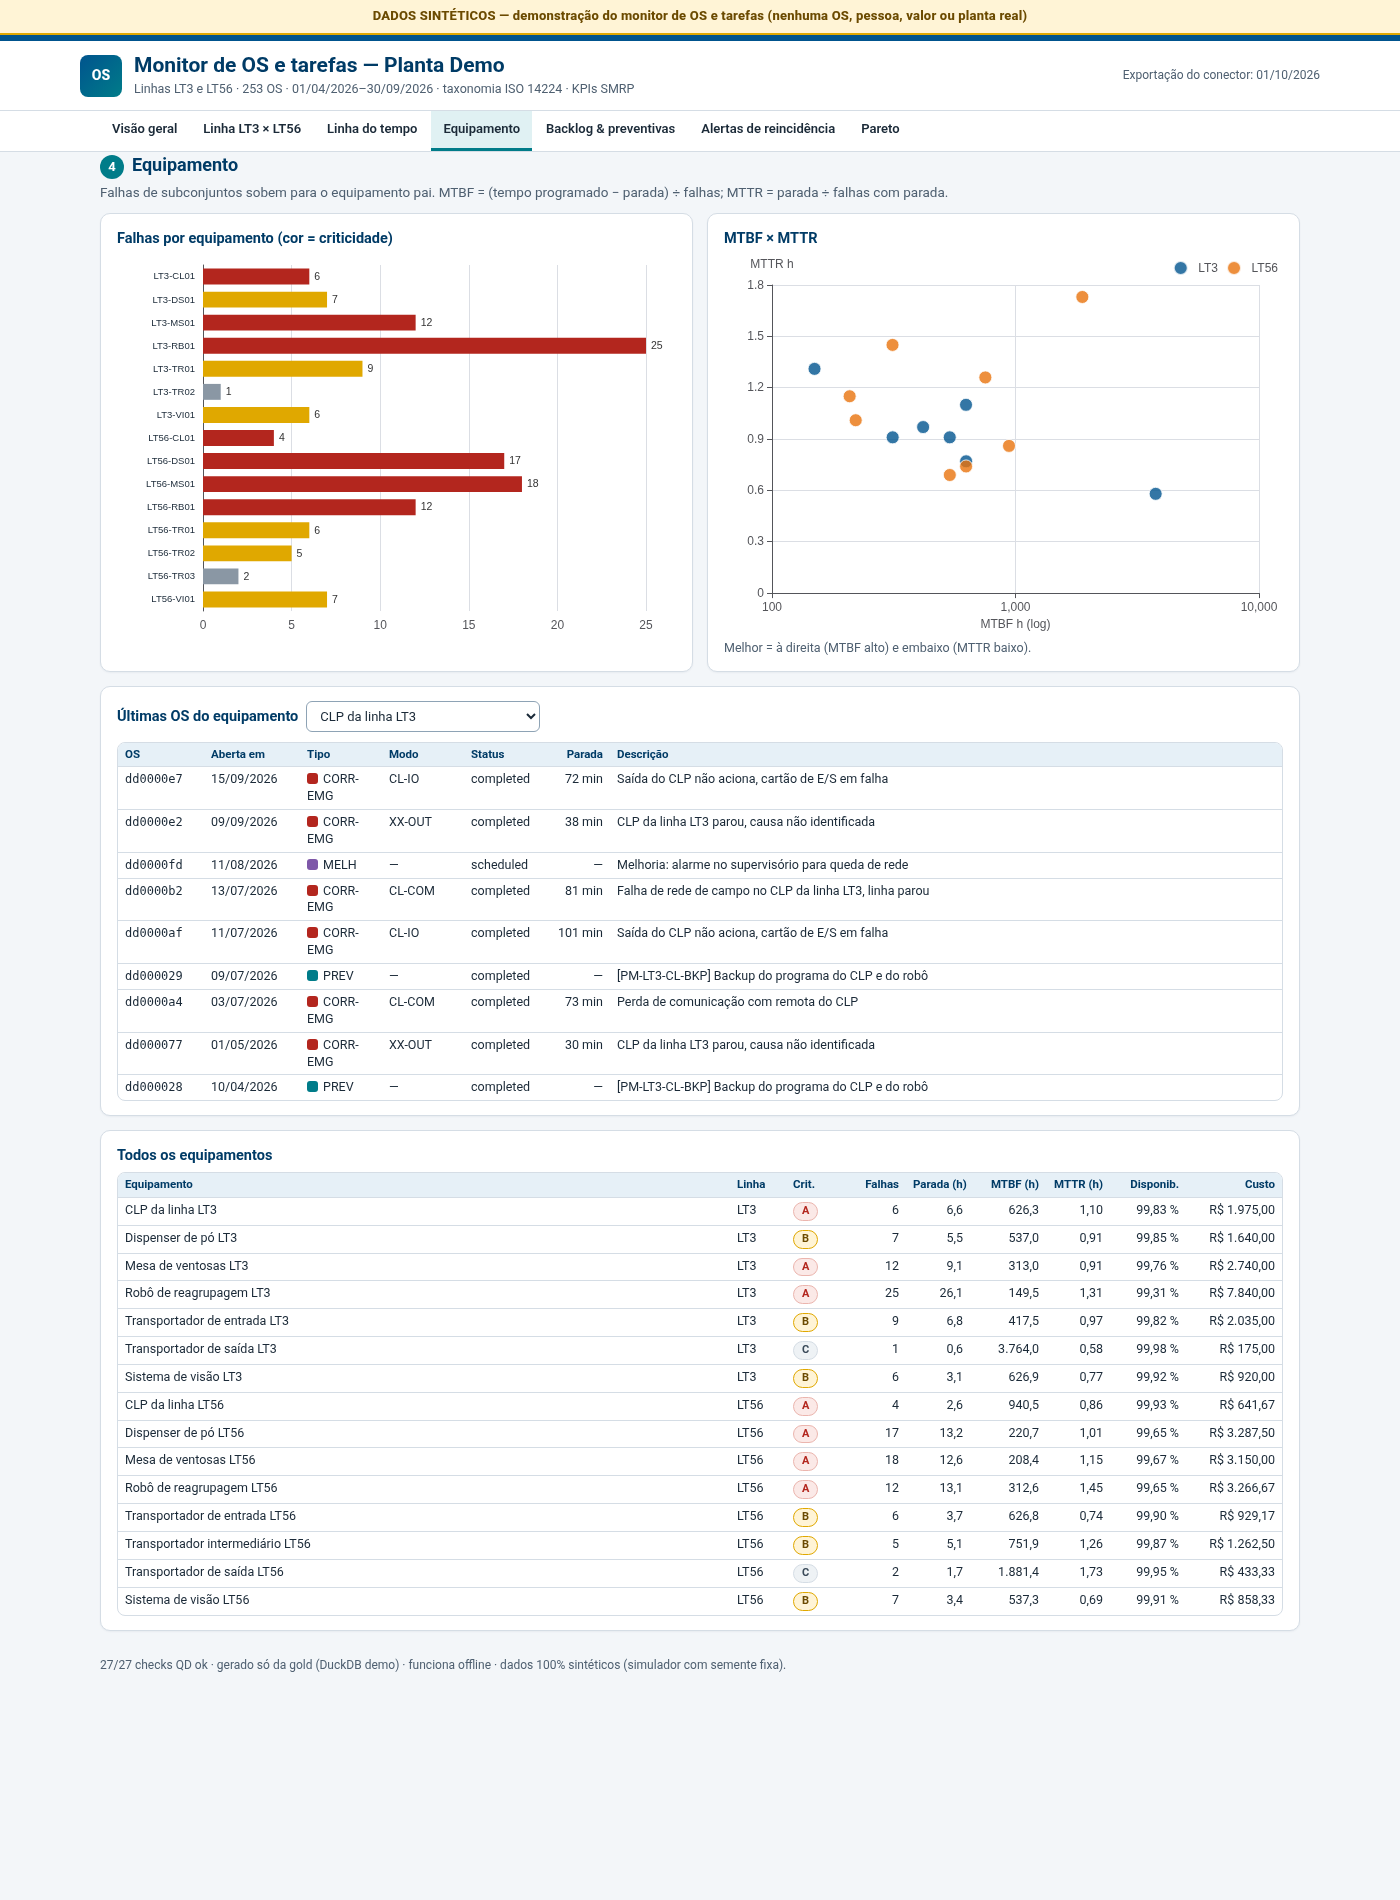 DADOS SINTÉTICOS — demonstração do monitor de OS e tarefas (nenhuma OS, pessoa, valor ou planta real)
OS
Monitor de OS e tarefas — Planta Demo
Linhas LT3 e LT56 · 253 OS · 01/04/2026–30/09/2026 · taxonomia ISO 14224 · KPIs SMRP
Exportação do conector: 01/10/2026
Visão geral Linha LT3 × LT56 Linha do tempo Equipamento Backlog & preventivas Alertas de reincidência Pareto
4 Equipamento
Falhas de subconjuntos sobem para o equipamento pai. MTBF = (tempo programado − parada) ÷ falhas; MTTR = parada ÷ falhas com parada.
Falhas por equipamento (cor = criticidade)
LT3-CL01 6
LT3-DS01 7
LT3-MS01 12
LT3-RB01 25
LT3-TR01 9
LT3-TR02 1
LT3-VI01 6
LT56-CL01 4
LT56-DS01 17
LT56-MS01 18
LT56-RB01 12
LT56-TR01 6
LT56-TR02 5
LT56-TR03 2
LT56-VI01 7
0 5 10 15 20 25
MTBF × MTTR
MTTR h
LT3 LT56
1.8
1.5
1.2
0.9
0.6
0.3
0
100 1,000 10,000
MTBF h (log)
Melhor = à direita (MTBF alto) e embaixo (MTTR baixo).
Últimas OS do equipamento CLP da linha LT3
OS Aberta em Tipo Modo Status Parada Descrição
dd0000e7 15/09/2026 CORR-EMG CL-IO completed 72 min Saída do CLP não aciona, cartão de E/S em falha
dd0000e2 09/09/2026 CORR-EMG XX-OUT completed 38 min CLP da linha LT3 parou, causa não identificada
dd0000fd 11/08/2026 MELH — scheduled — Melhoria: alarme no supervisório para queda de rede
dd0000b2 13/07/2026 CORR-EMG CL-COM completed 81 min Falha de rede de campo no CLP da linha LT3, linha parou
dd0000af 11/07/2026 CORR-EMG CL-IO completed 101 min Saída do CLP não aciona, cartão de E/S em falha
dd000029 09/07/2026 PREV — completed — [PM-LT3-CL-BKP] Backup do programa do CLP e do robô
dd0000a4 03/07/2026 CORR-EMG CL-COM completed 73 min Perda de comunicação com remota do CLP
dd000077 01/05/2026 CORR-EMG XX-OUT completed 30 min CLP da linha LT3 parou, causa não identificada
dd000028 10/04/2026 PREV — completed — [PM-LT3-CL-BKP] Backup do programa do CLP e do robô
Todos os equipamentos
Equipamento Linha Crit. Falhas Parada (h) MTBF (h) MTTR (h) Disponib. Custo
CLP da linha LT3 LT3 A 6 6,6 626,3 1,10 99,83 % R$ 1.975,00
Dispenser de pó LT3 LT3 B 7 5,5 537,0 0,91 99,85 % R$ 1.640,00
Mesa de ventosas LT3 LT3 A 12 9,1 313,0 0,91 99,76 % R$ 2.740,00
Robô de reagrupagem LT3 LT3 A 25 26,1 149,5 1,31 99,31 % R$ 7.840,00
Transportador de entrada LT3 LT3 B 9 6,8 417,5 0,97 99,82 % R$ 2.035,00
Transportador de saída LT3 LT3 C 1 0,6 3.764,0 0,58 99,98 % R$ 175,00
Sistema de visão LT3 LT3 B 6 3,1 626,9 0,77 99,92 % R$ 920,00
CLP da linha LT56 LT56 A 4 2,6 940,5 0,86 99,93 % R$ 641,67
Dispenser de pó LT56 LT56 A 17 13,2 220,7 1,01 99,65 % R$ 3.287,50
Mesa de ventosas LT56 LT56 A 18 12,6 208,4 1,15 99,67 % R$ 3.150,00
Robô de reagrupagem LT56 LT56 A 12 13,1 312,6 1,45 99,65 % R$ 3.266,67
Transportador de entrada LT56 LT56 B 6 3,7 626,8 0,74 99,90 % R$ 929,17
Transportador intermediário LT56 LT56 B 5 5,1 751,9 1,26 99,87 % R$ 1.262,50
Transportador de saída LT56 LT56 C 2 1,7 1.881,4 1,73 99,95 % R$ 433,33
Sistema de visão LT56 LT56 B 7 3,4 537,3 0,69 99,91 % R$ 858,33
27/27 checks QD ok · gerado só da gold (DuckDB demo) · funciona offline · dados 100% sintéticos (simulador com semente fixa).